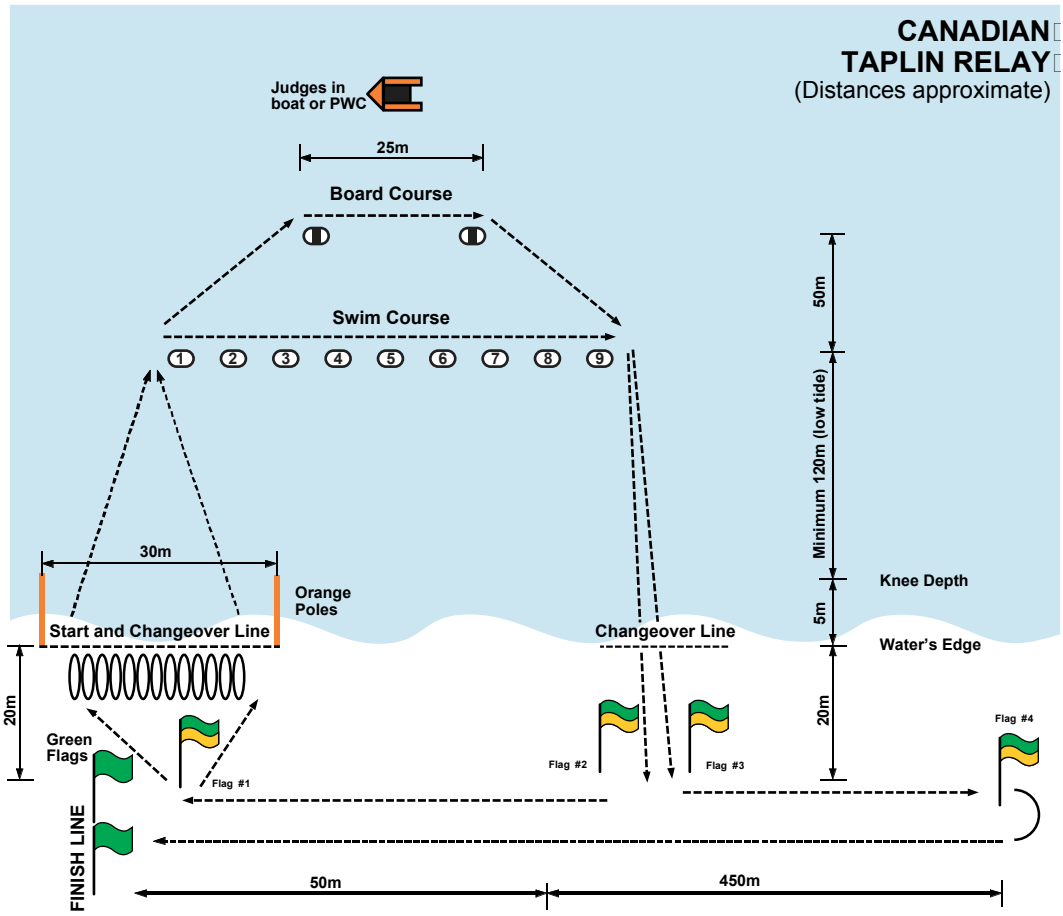 CANADIAN
TAPLIN RELAY
(Distances approximate)
Judges in
boat or PWC
25m
Board Course
50m
Swim Course
1 2 3 4 5 6 7 8 9
Minimum 120m (low tide)
30m
Orange
Poles
Knee Depth
5m
Start and Changeover Line
Changeover Line
Water's Edge
20m
20m
Green
Flags
Flag #1
Flag #2
Flag #3
Flag #4
FINISH LINE
50m
450m